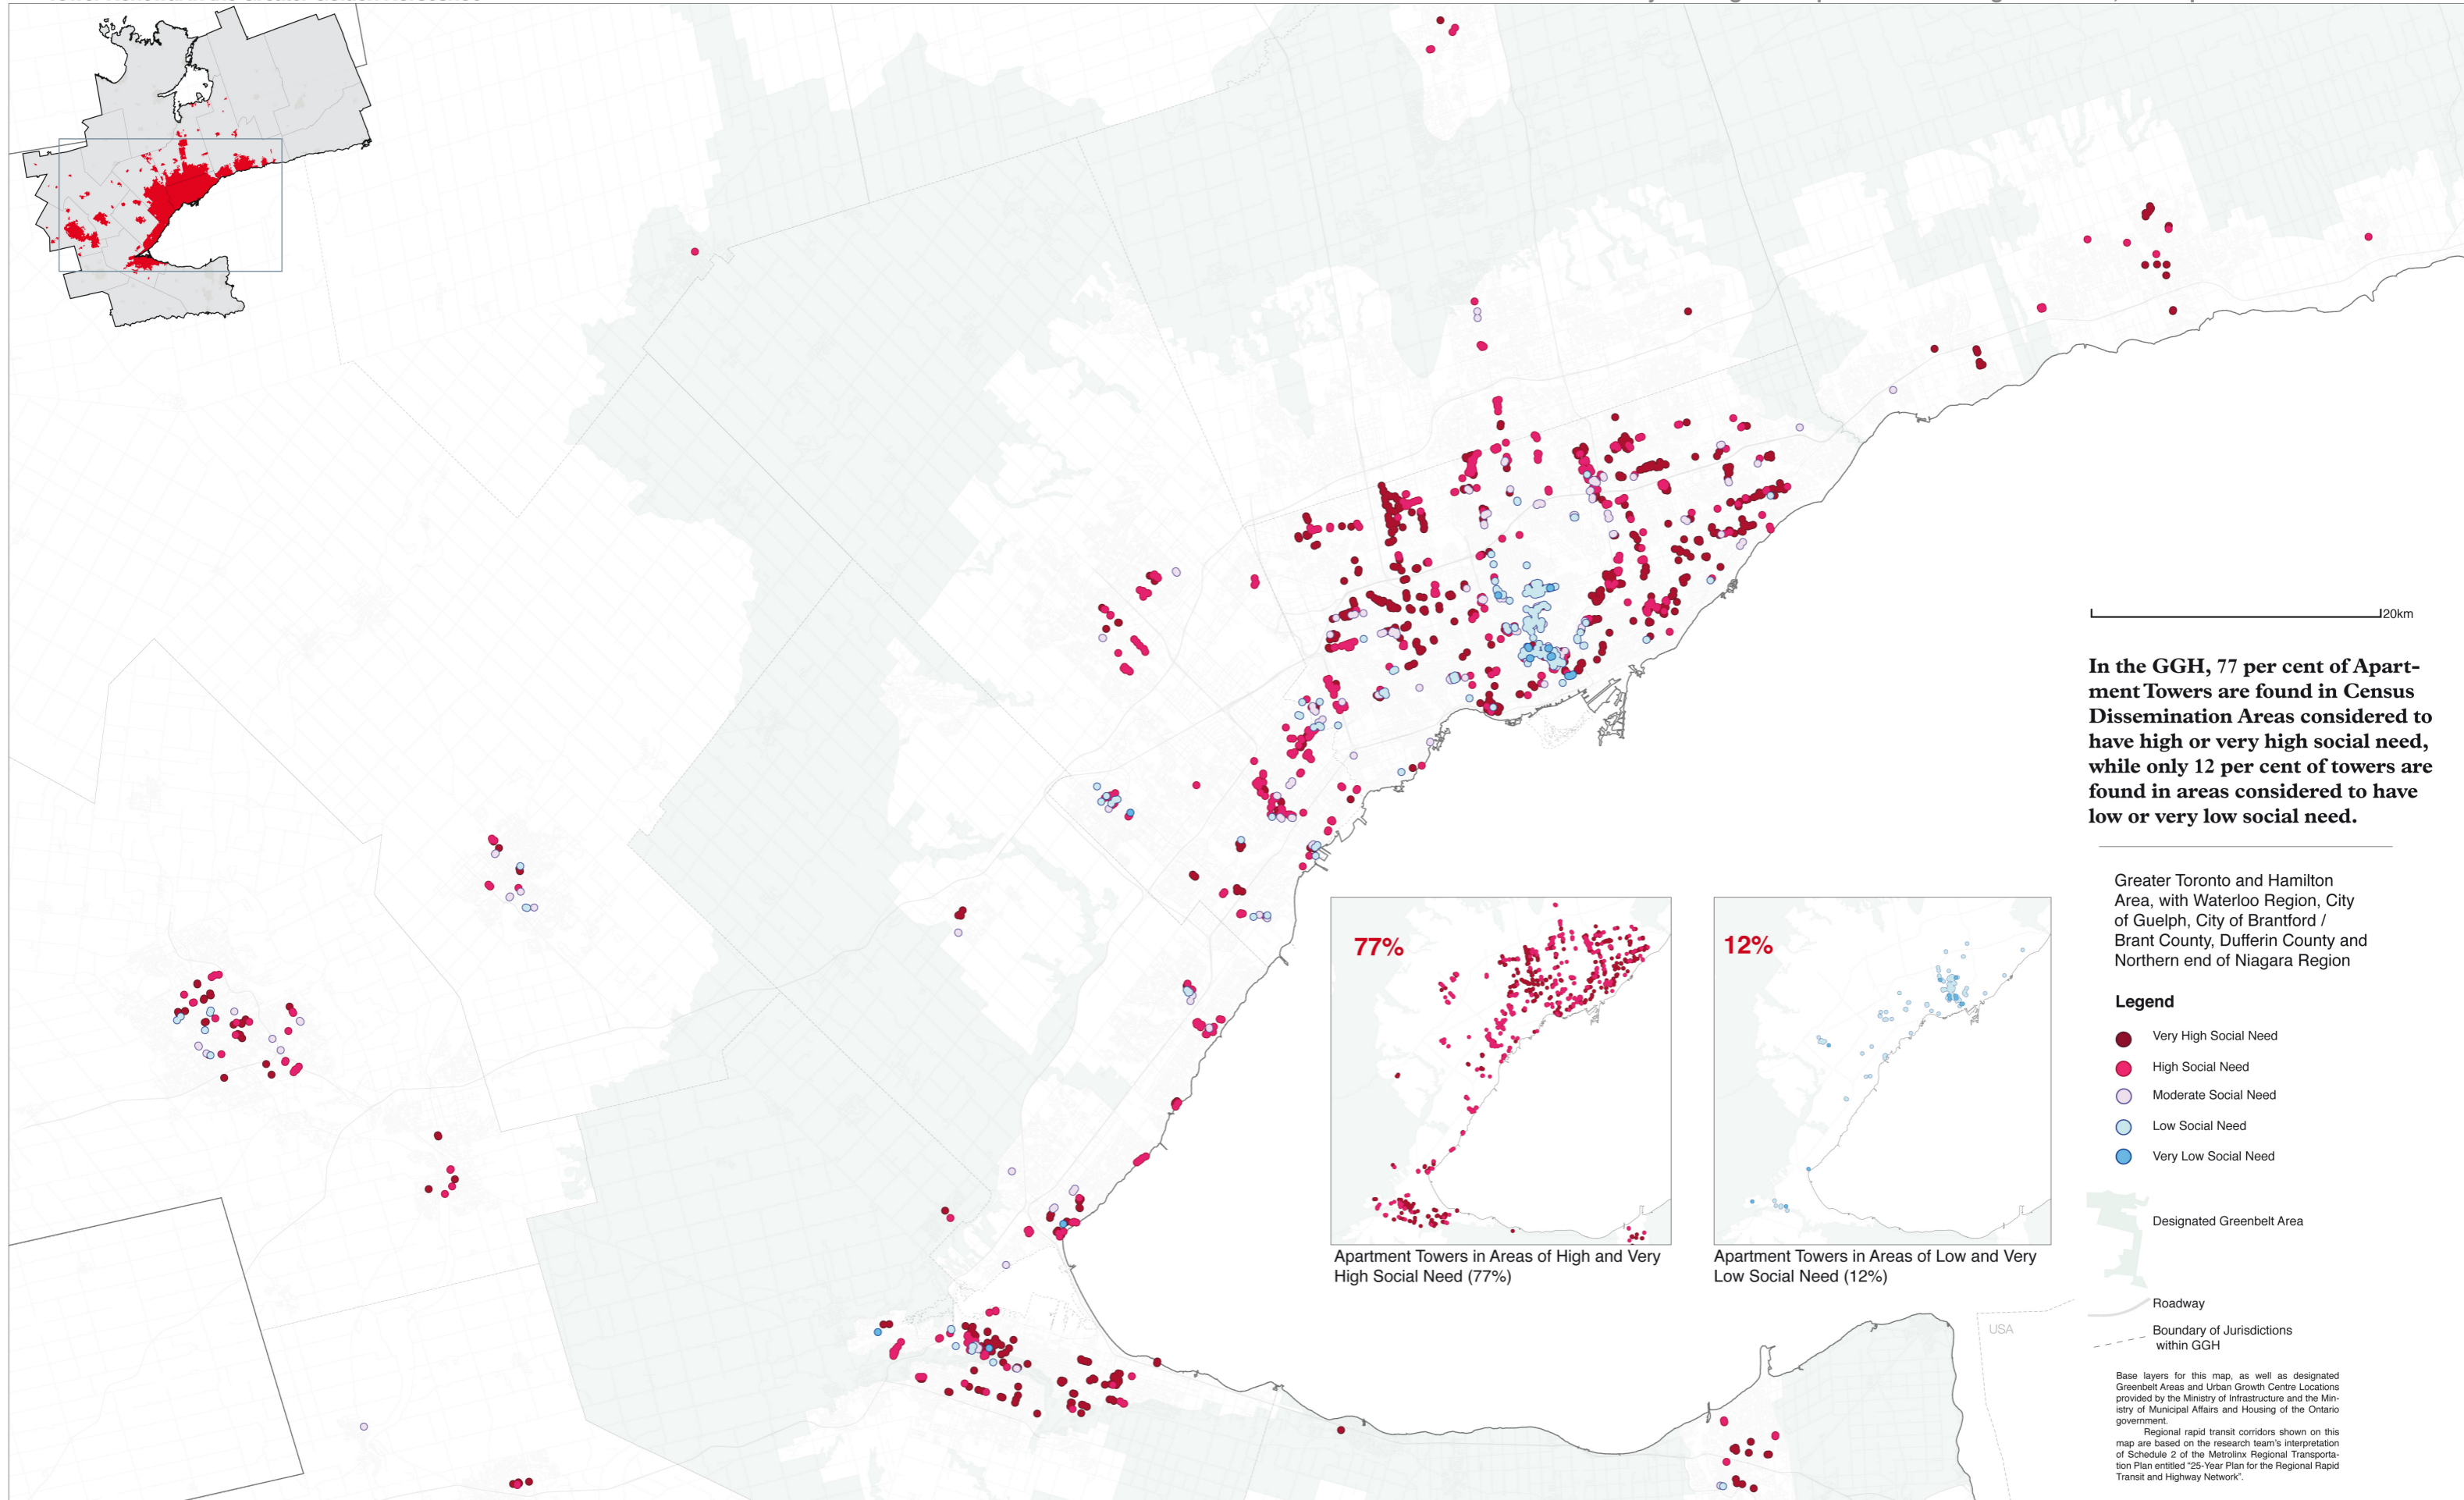 20km
In the GGH, 77 per cent of Apart-
ment Towers are found in Census
Dissemination Areas considered to
have high or very high social need,
while only 12 per cent of towers are
found in areas considered to have
low or very low social need.
Greater Toronto and Hamilton
Area, with Waterloo Region, City
of Guelph, City of Brantford /
Brant County, Dufferin County and
Northern end of Niagara Region
Legend
Very High Social Need
High Social Need
Moderate Social Need
Low Social Need
Very Low Social Need
Designated Greenbelt Area
Roadway
Boundary of Jurisdictions
within GGH
77%
Apartment Towers in Areas of High and Very
High Social Need (77%)
12%
Apartment Towers in Areas of Low and Very
Low Social Need (12%)
USA
Base layers for this map, as well as designated
Greenbelt Areas and Urban Growth Centre Locations
provided by the Ministry of Infrastructure and the Min-
istry of Municipal Affairs and Housing of the Ontario
government.
Regional rapid transit corridors shown on this
map are based on the research team's interpretation
of Schedule 2 of the Metrolinx Regional Transporta-
tion Plan entitled "25-Year Plan for the Regional Rapid
Transit and Highway Network".